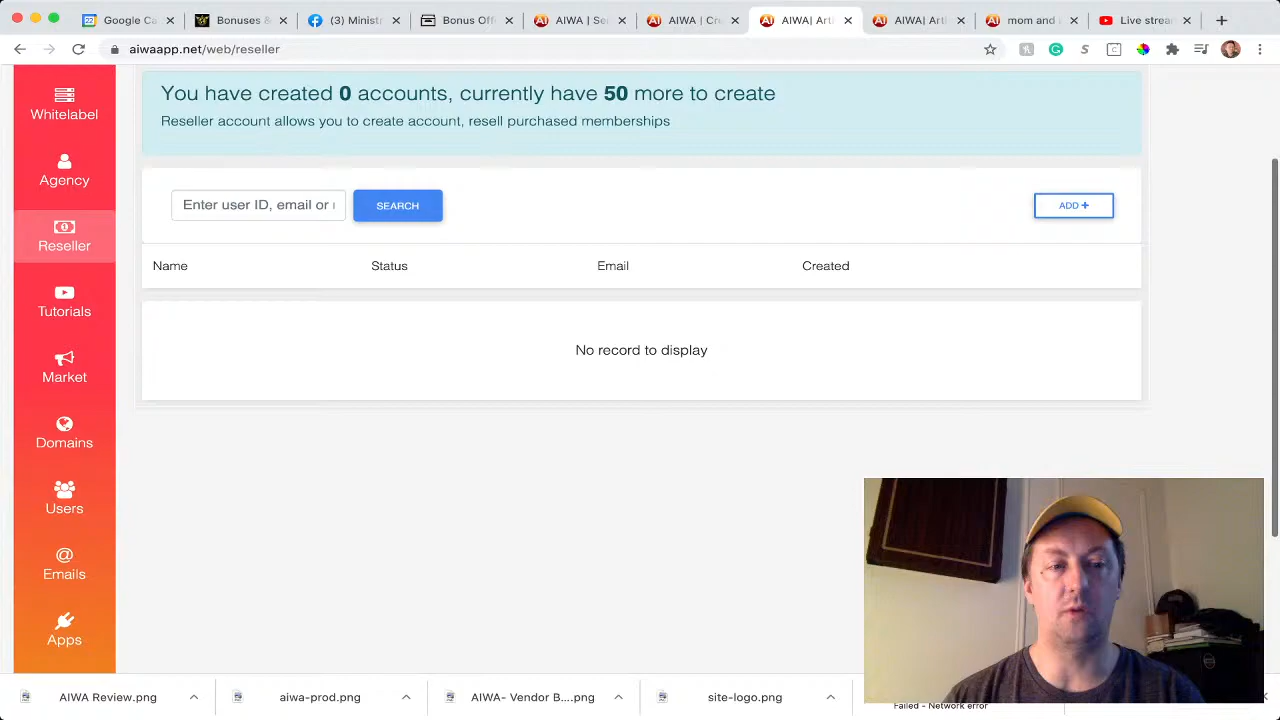 Google Ca
Bonuses &
(3) Ministr
Bonus Off
AIWA | Se
AIWA | Cr
AIWA| Arti
AIWA| Arti
mom and
Live stream
aiwaapp.net/web/reseller
Whitelabel
Agency
Reseller
Tutorials
Market
Domains
Users
Emails
Apps
You have created 0 accounts, currently have 50 more to create
Reseller account allows you to create account, resell purchased memberships
Enter user ID, email or
SEARCH
ADD +
Name Status Email Created
No record to display
AIWA Review.png
aiwa-prod.png
AIWA- Vendor B....png
site-logo.png
Failed - Network error